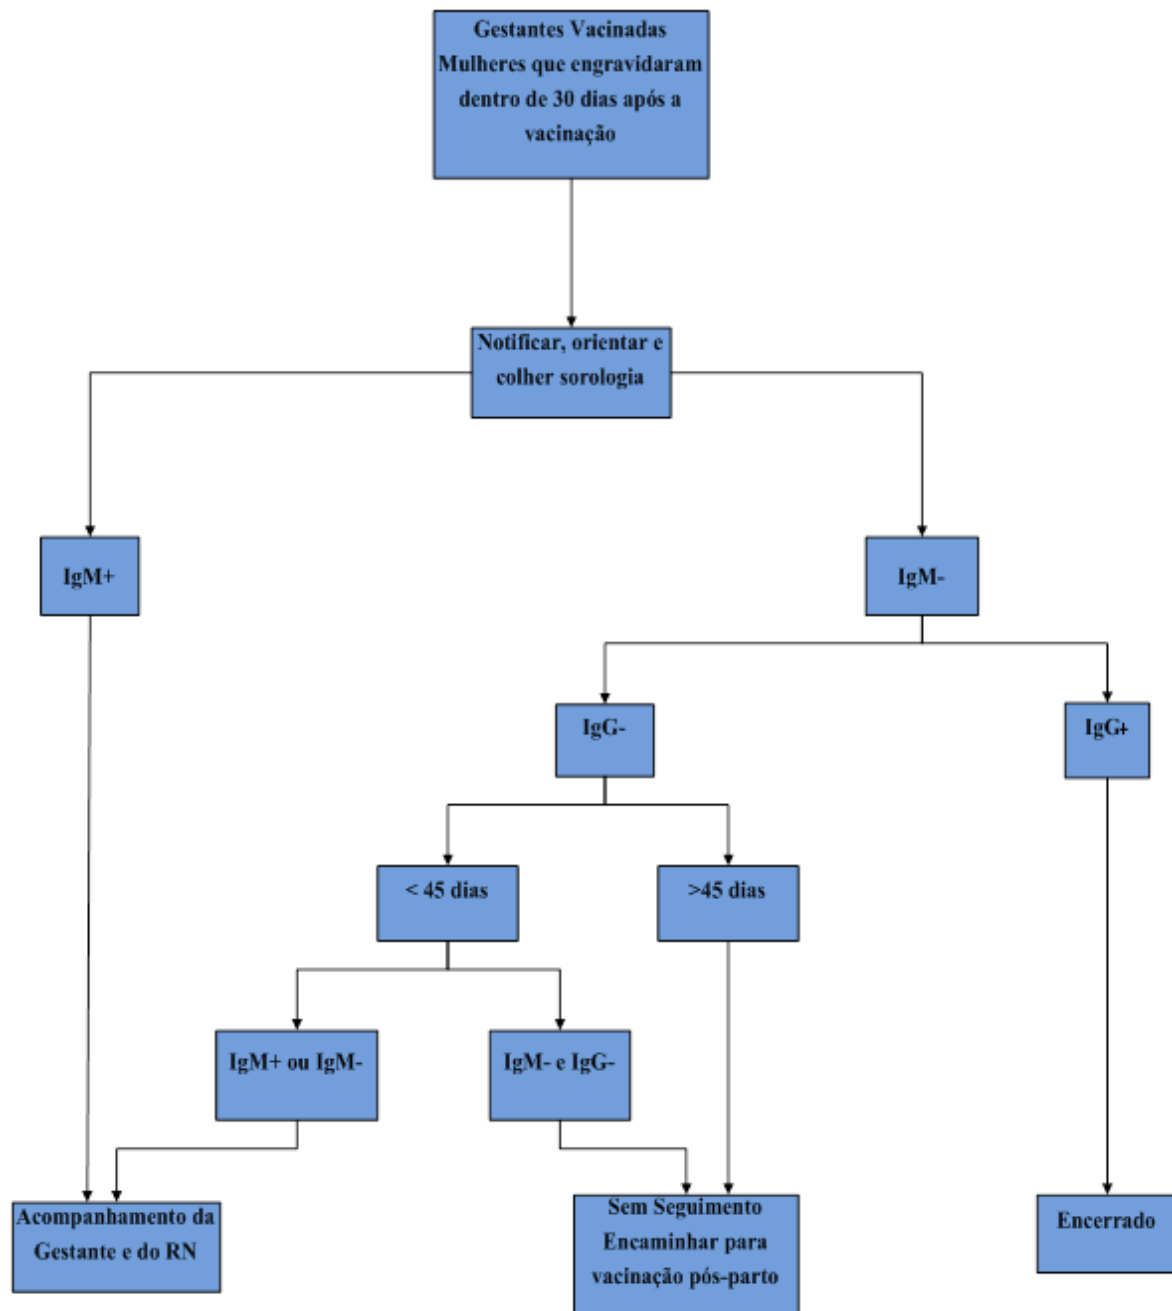 Gestantes Vacinadas
Mulheres que engravidaram
dentro de 30 dias após a
vacinação
Notificar, orientar e
colher sorologia
IgM+
IgM-
IgG-
IgG+
< 45 dias
>45 dias
IgM+ ou IgM-
IgM- e IgG-
Acompanhamento da
Gestante e do RN
Sem Seguimento
Encaminhar para
vacinação pós-parto
Encerrado